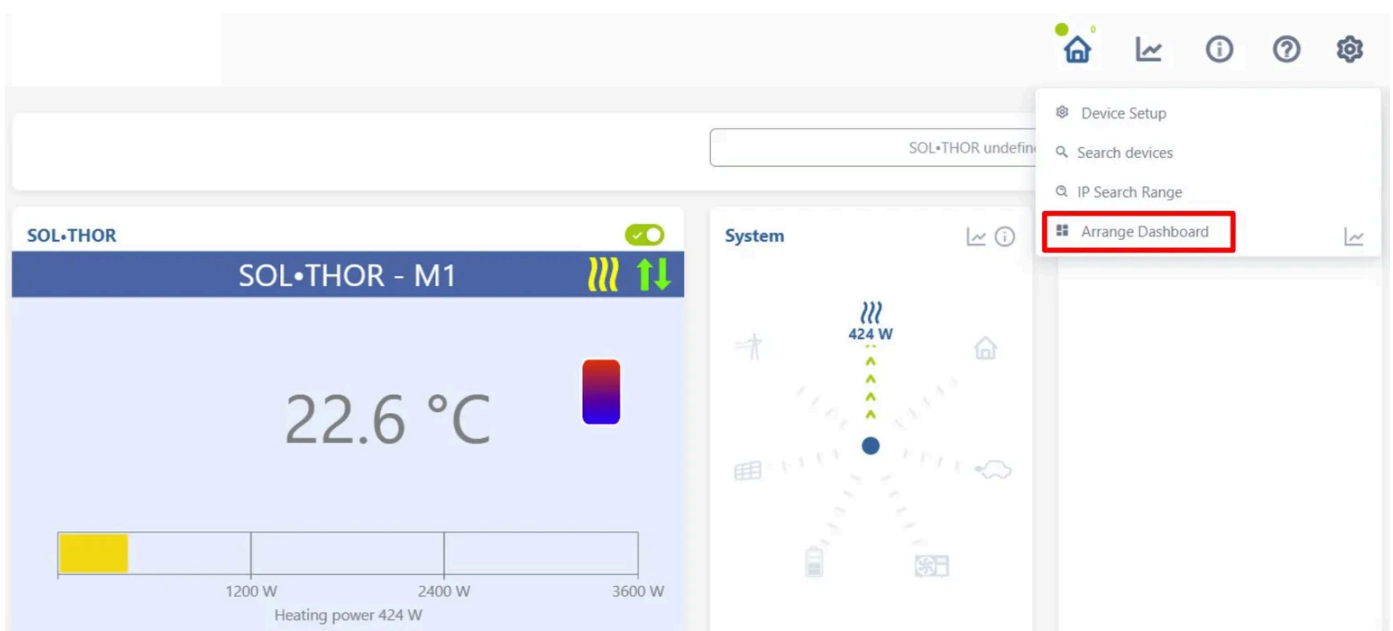 0
Device Setup
SOL•THOR undefin
Search devices
IP Search Range
Arrange Dashboard
SOL•THOR
SOL•THOR - M1
22.6 °C
1200 W
2400 W
3600 W
Heating power 424 W
System
424 W